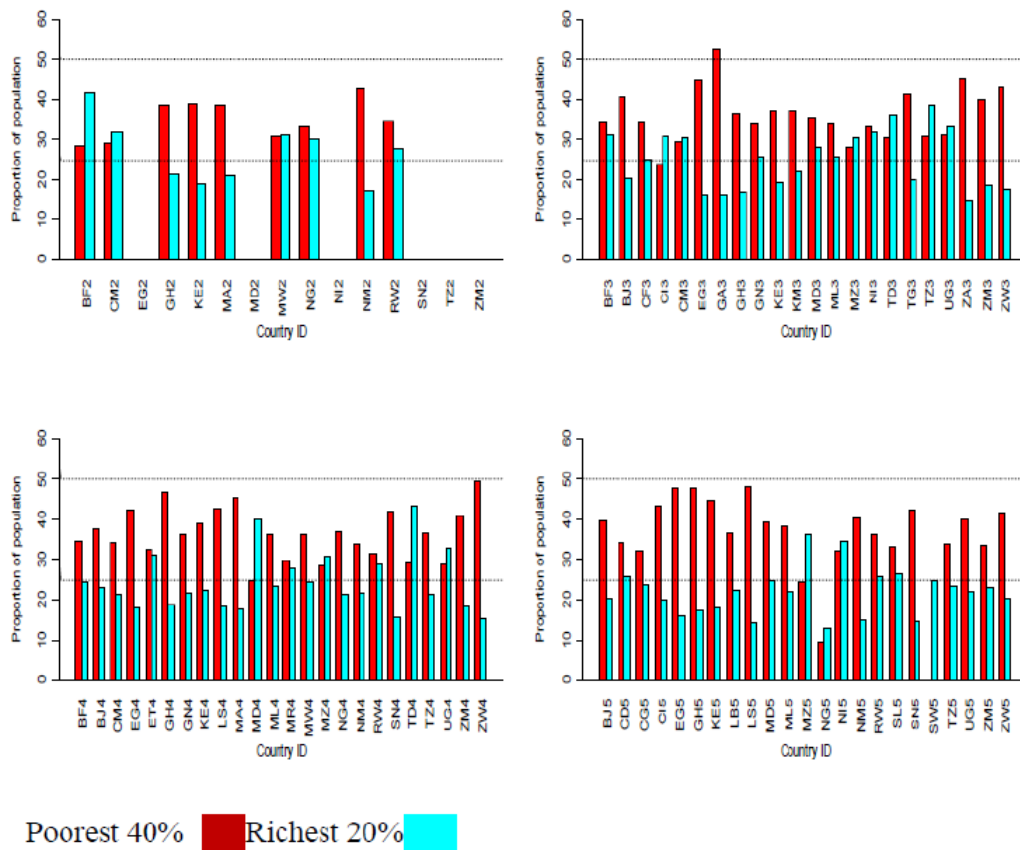 60
50
40
30
20
10
0
Proportion of population
BF2 CM2 EG2 GH2 KE2 MA2 MD2 MW2 NG2 NI2 NM2 RW2 SN2 TZ2 ZM2
Country ID
60
50
40
30
20
10
0
Proportion of population
BF3 BJ3 CF3 CI3 CM3 EG3 GA3 GH3 GN3 KE3 KM3 MD3 ML3 MZ3 NI3 TD3 TG3 TZ3 UG3 ZA3 ZM3 ZW3
Country ID
60
50
40
30
20
10
0
Proportion of population
BF4 BJ4 CM4 EG4 ET4 GH4 GN4 KE4 LS4 MA4 MD4 ML4 MR4 MW4 MZ4 NG4 NM4 RW4 SN4 TD4 TZ4 UG4 ZM4 ZW4
Country ID
60
50
40
30
20
10
0
Proportion of population
BJ5 CD5 CG5 CI5 EG5 GH5 KE5 LB5 LS5 MD5 ML5 MZ5 NG5 NI5 NM5 RW5 SL5 SN5 SW5 TZ5 UG5 ZM5 ZW5
Country ID
Poorest 40% Richest 20%